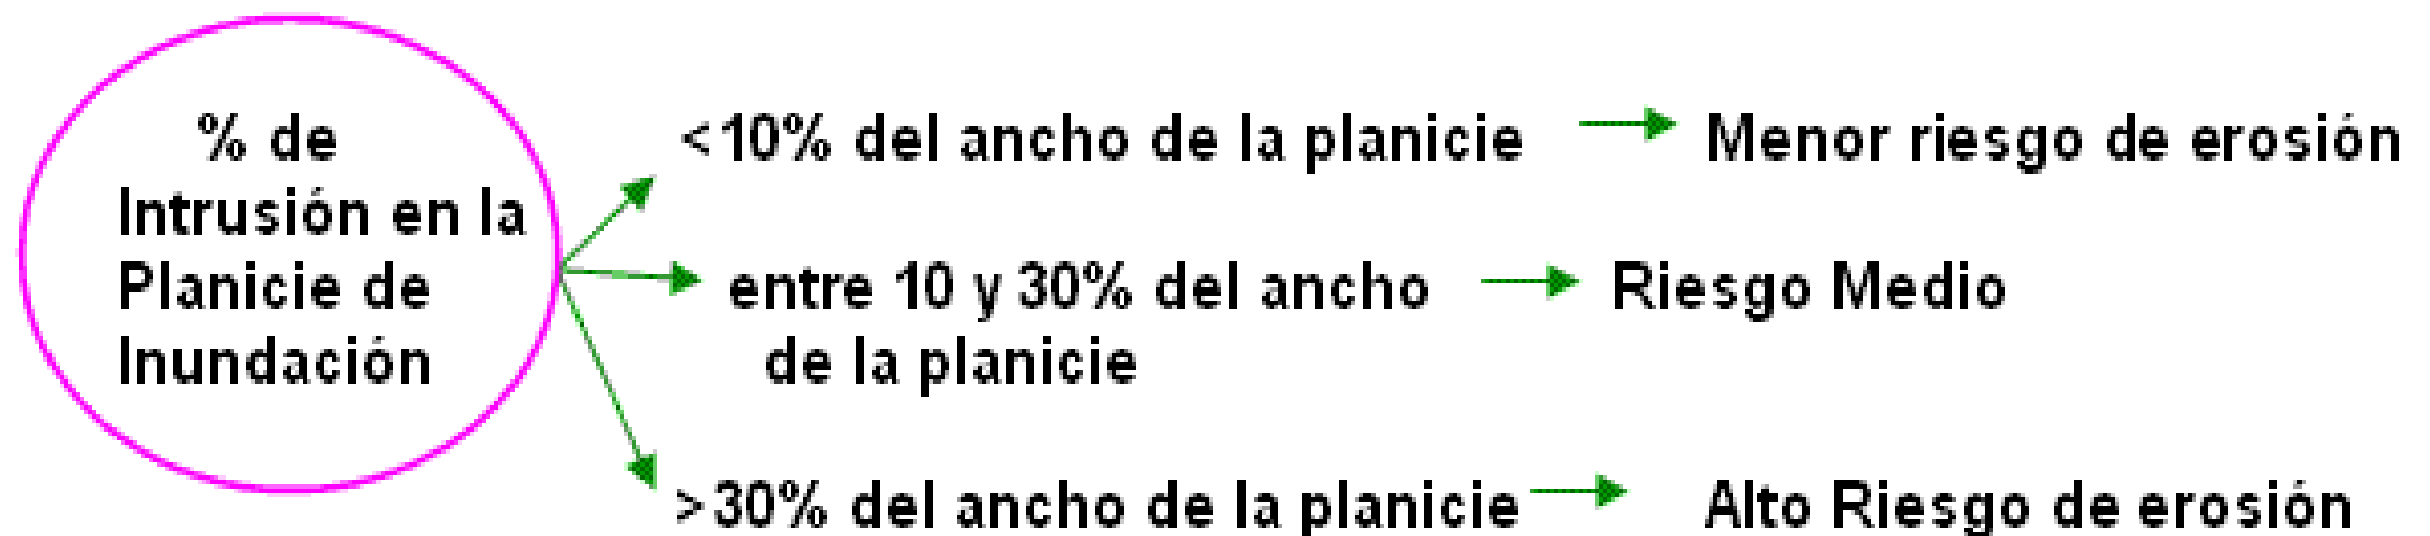 % de
Intrusión en la
Planicie de
Inundación
<10% del ancho de la planicie
Menor riesgo de erosión
entre 10 y 30% del ancho
de la planicie
Riesgo Medio
>30% del ancho de la planicie
Alto Riesgo de erosión